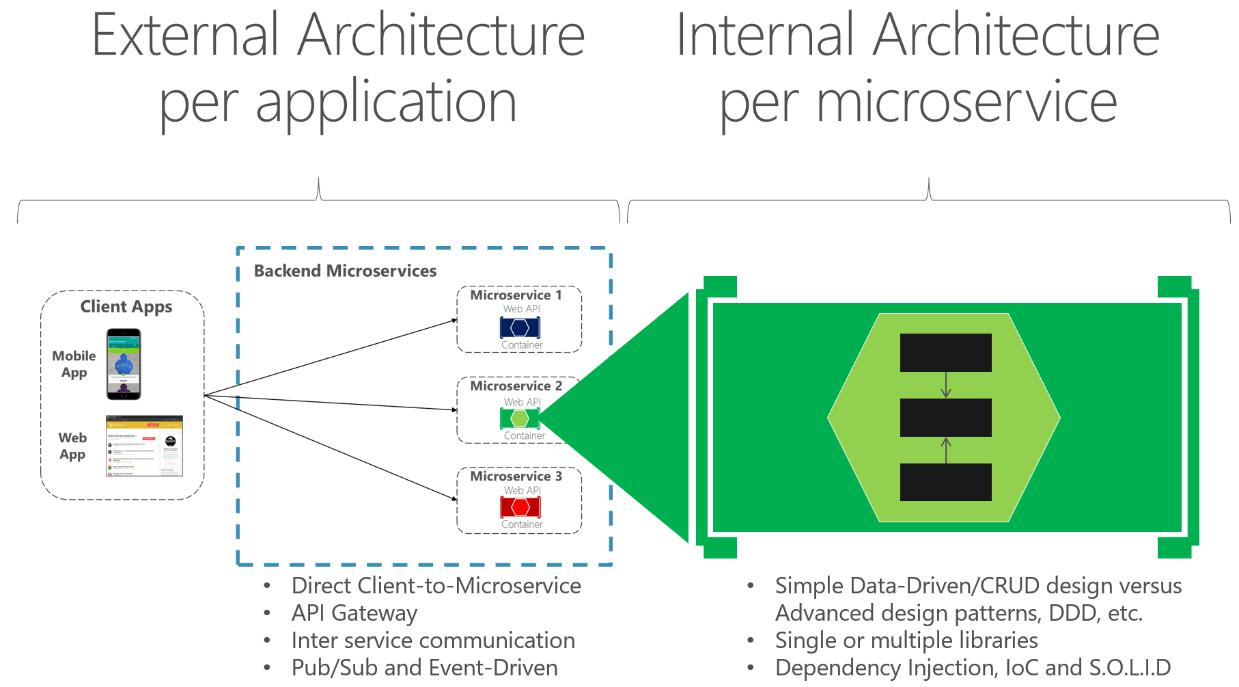 External Architecture
per application
Internal Architecture
per microservice
Backend Microservices
Client Apps
Mobile
App
Web
App
Microservice 1
Web API
Container
Microservice 2
Web API
Container
Microservice 3
Web API
Container
• Direct Client-to-Microservice
• API Gateway
• Inter service communication
• Pub/Sub and Event-Driven
• Simple Data-Driven/CRUD design versus
Advanced design patterns, DDD, etc.
• Single or multiple libraries
• Dependency Injection, IoC and S.O.L.I.D